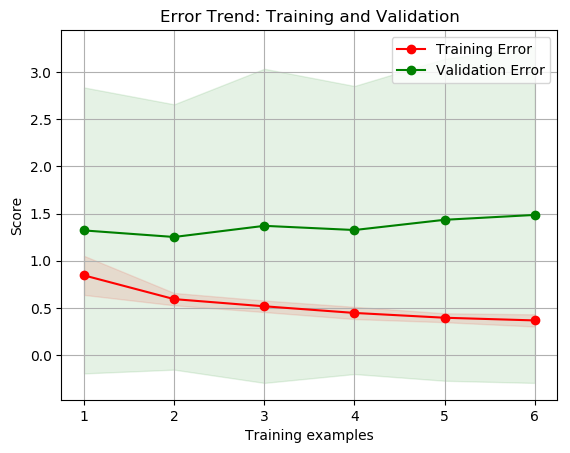 Error Trend: Training and Validation
Training Error
Validation Error
Score
3.0
2.5
2.0
1.5
1.0
0.5
0.0
1 2 3 4 5 6
Training examples